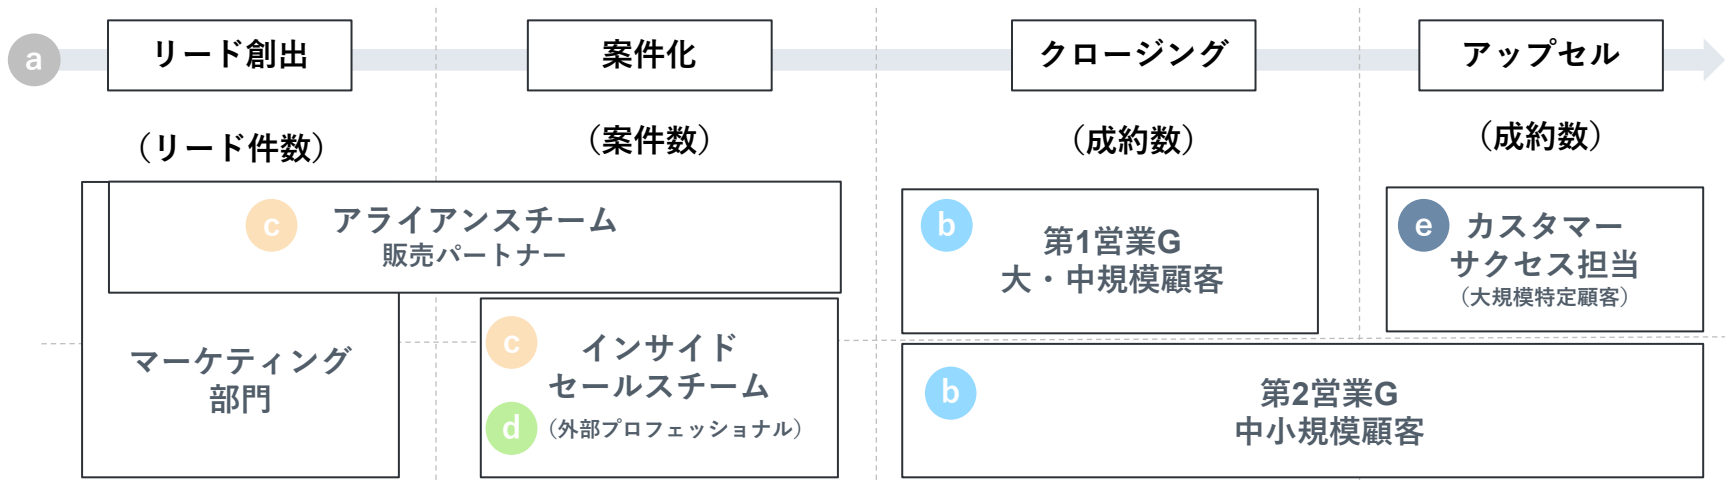 a
リード創出
案件化
クロージング
アップセル
（リード件数）
（案件数）
（成約数）
（成約数）
c
アライアンスチーム
販売パートナー
b
第1営業G
大・中規模顧客
e
カスタマー
サクセス担当
（大規模特定顧客）
マーケティング
部門
c
インサイド
セールスチーム
d
（外部プロフェッショナル）
b
第2営業G
中小規模顧客